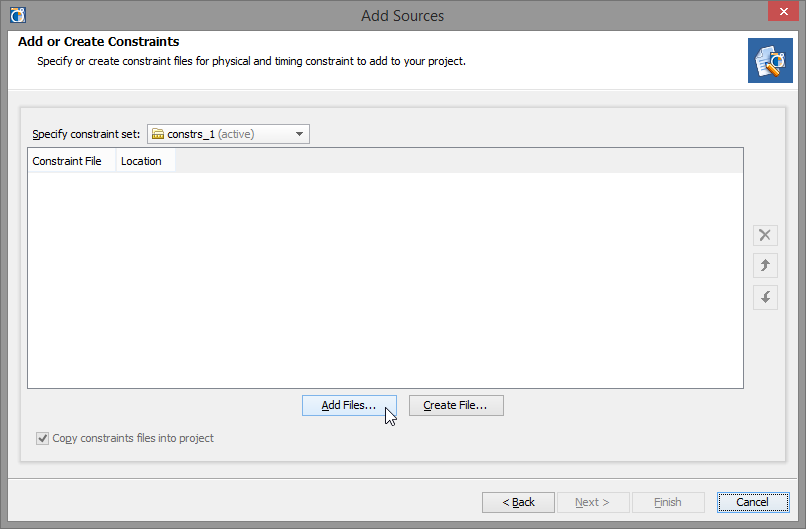 Add Sources
Add or Create Constraints
Specify or create constraint files for physical and timing constraint to add to your project.
Specify constraint set: constrs_1 (active)
Constraint File Location
Add Files... Create File...
Copy constraints files into project
< Back Next > Finish Cancel